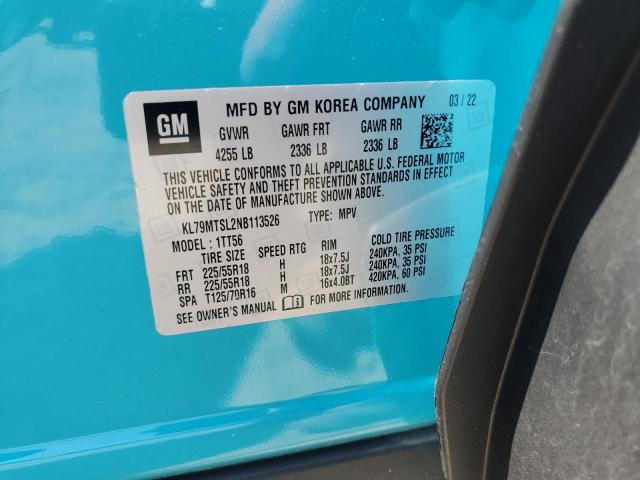 GM
MFD BY GM KOREA COMPANY 03 / 22
GVWR GAWR FRT GAWR RR
4255 LB 2336 LB 2336 LB
THIS VEHICLE CONFORMS TO ALL APPLICABLE U.S. FEDERAL MOTOR
VEHICLE SAFETY AND THEFT PREVENTION STANDARDS IN EFFECT
ON THE DATE OF MANUFACTURE SHOWN ABOVE.
KL79MTSL2NB113526 TYPE: MPV
MODEL: 1TT56
TIRE SIZE SPEED RTG RIM COLD TIRE PRESSURE
FRT 225/55R18 H 18x7.5J 240KPA, 35 PSI
RR 225/55R18 H 18x7.5J 240KPA, 35 PSI
SPA T125/70R16 M 16x4.0BT 420KPA, 60 PSI
SEE OWNER'S MANUAL FOR MORE INFORMATION.